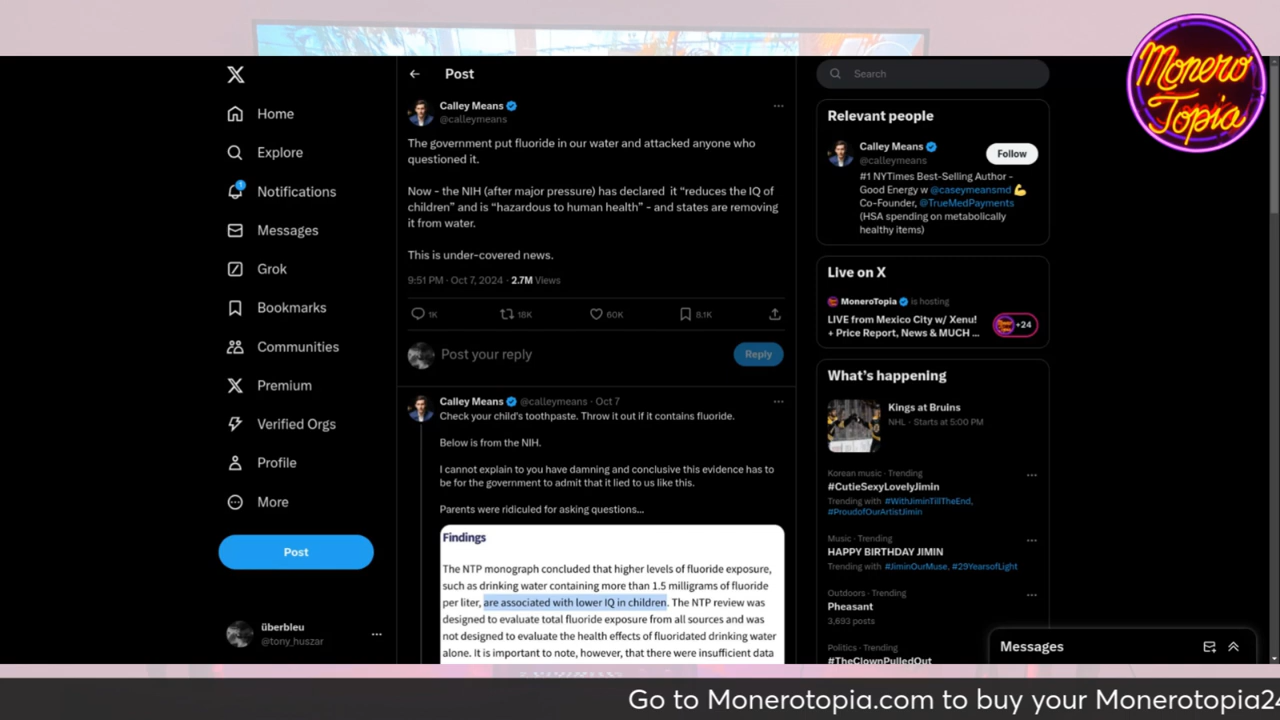 Monero
Topia
X
Home
Explore
1
Notifications
Messages
Grok
Bookmarks
Communities
X
Premium
Verified Orgs
Profile
More
Post
überbleu
@tony_huszar
Post
Calley Means
@calleymeans
The government put fluoride in our water and attacked anyone who
questioned it.
Now - the NIH (after major pressure) has declared it “reduces the IQ of
children” and is “hazardous to human health” - and states are removing
it from water.
This is under-covered news.
9:51 PM · Oct 7, 2024 · 2.7M Views
1K
18K
60K
8.1K
Post your reply
Reply
Calley Means @calleymeans · Oct 7
Check your child's toothpaste. Throw it out if it contains fluoride.
Below is from the NIH.
I cannot explain to you have damning and conclusive this evidence has to
be for the government to admit that it lied to us like this.
Parents were ridiculed for asking questions...
Findings
The NTP monograph concluded that higher levels of fluoride exposure,
such as drinking water containing more than 1.5 milligrams of fluoride
per liter, are associated with lower IQ in children. The NTP review was
designed to evaluate total fluoride exposure from all sources and was
not designed to evaluate the health effects of fluoridated drinking water
alone. It is important to note, however, that there were insufficient data
Search
Relevant people
Calley Means
@calleymeans
Follow
#1 NYTimes Best-Selling Author -
Good Energy w @caseymeansmd 💪
Co-Founder, @TrueMedPayments
(HSA spending on metabolically
healthy items)
Live on X
MoneroTopia is hosting
LIVE from Mexico City w/ Xenu!
+ Price Report, News & MUCH ...
+24
What's happening
Kings at Bruins
NHL · Starts at 5:00 PM
Korean music · Trending
#CutieSexyLovelyJimin
Trending with #WithJiminTillTheEnd,
#ProudofOurArtistJimin
Music · Trending
HAPPY BIRTHDAY JIMIN
Trending with #JiminOurMuse, #29YearsofLight
Outdoors · Trending
Pheasant
3,693 posts
Politics · Trending
#TheClownPulledOut
Messages
Go to Monerotopia.com to buy your Monerotopia24